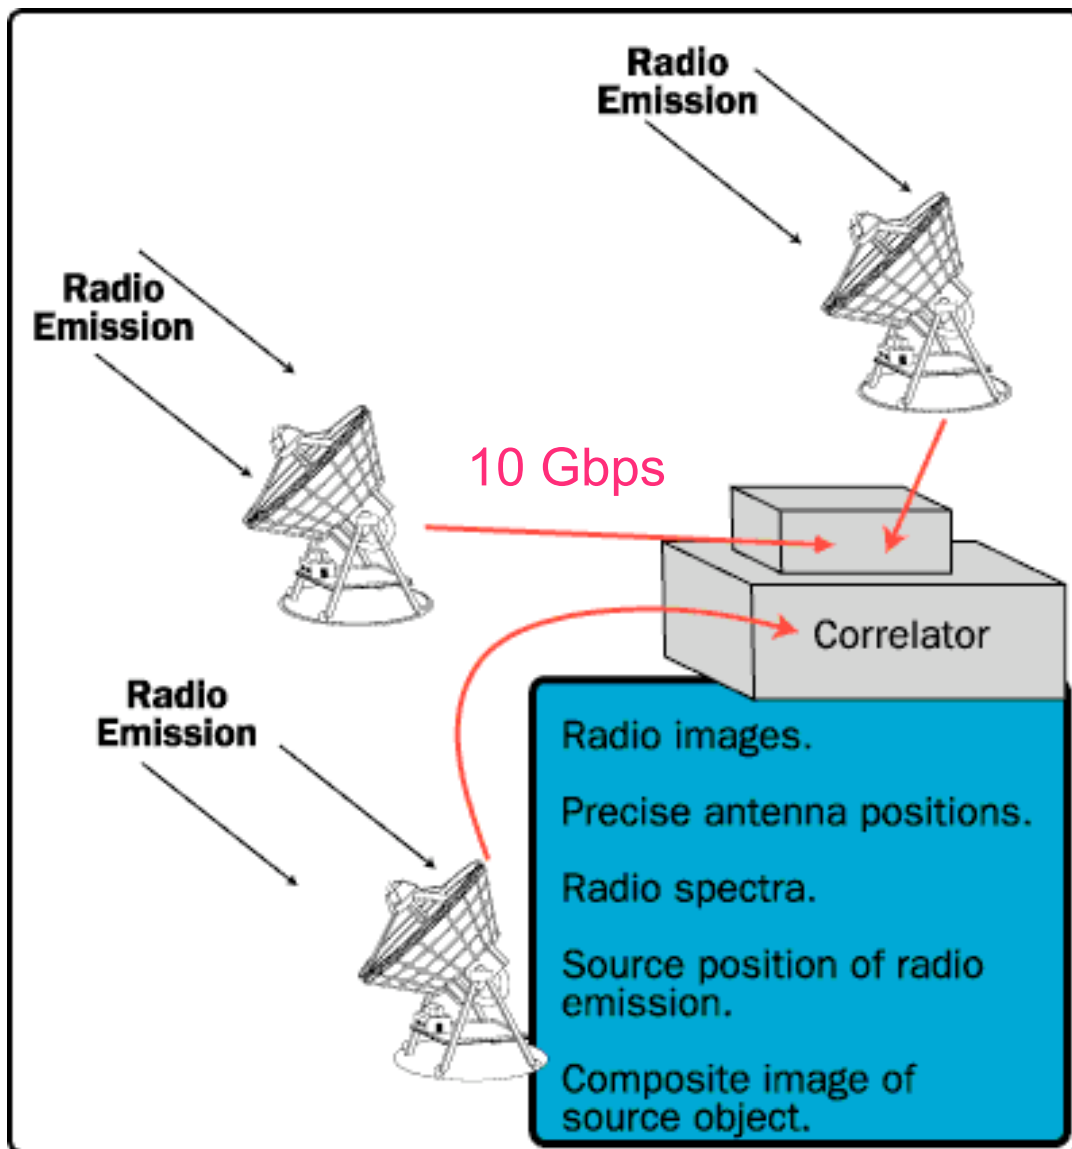 Radio
Emission
Radio
Emission
10 Gbps
Correlator
Radio
Emission
Radio images.
Precise antenna positions.
Radio spectra.
Source position of radio
emission.
Composite image of
source object.